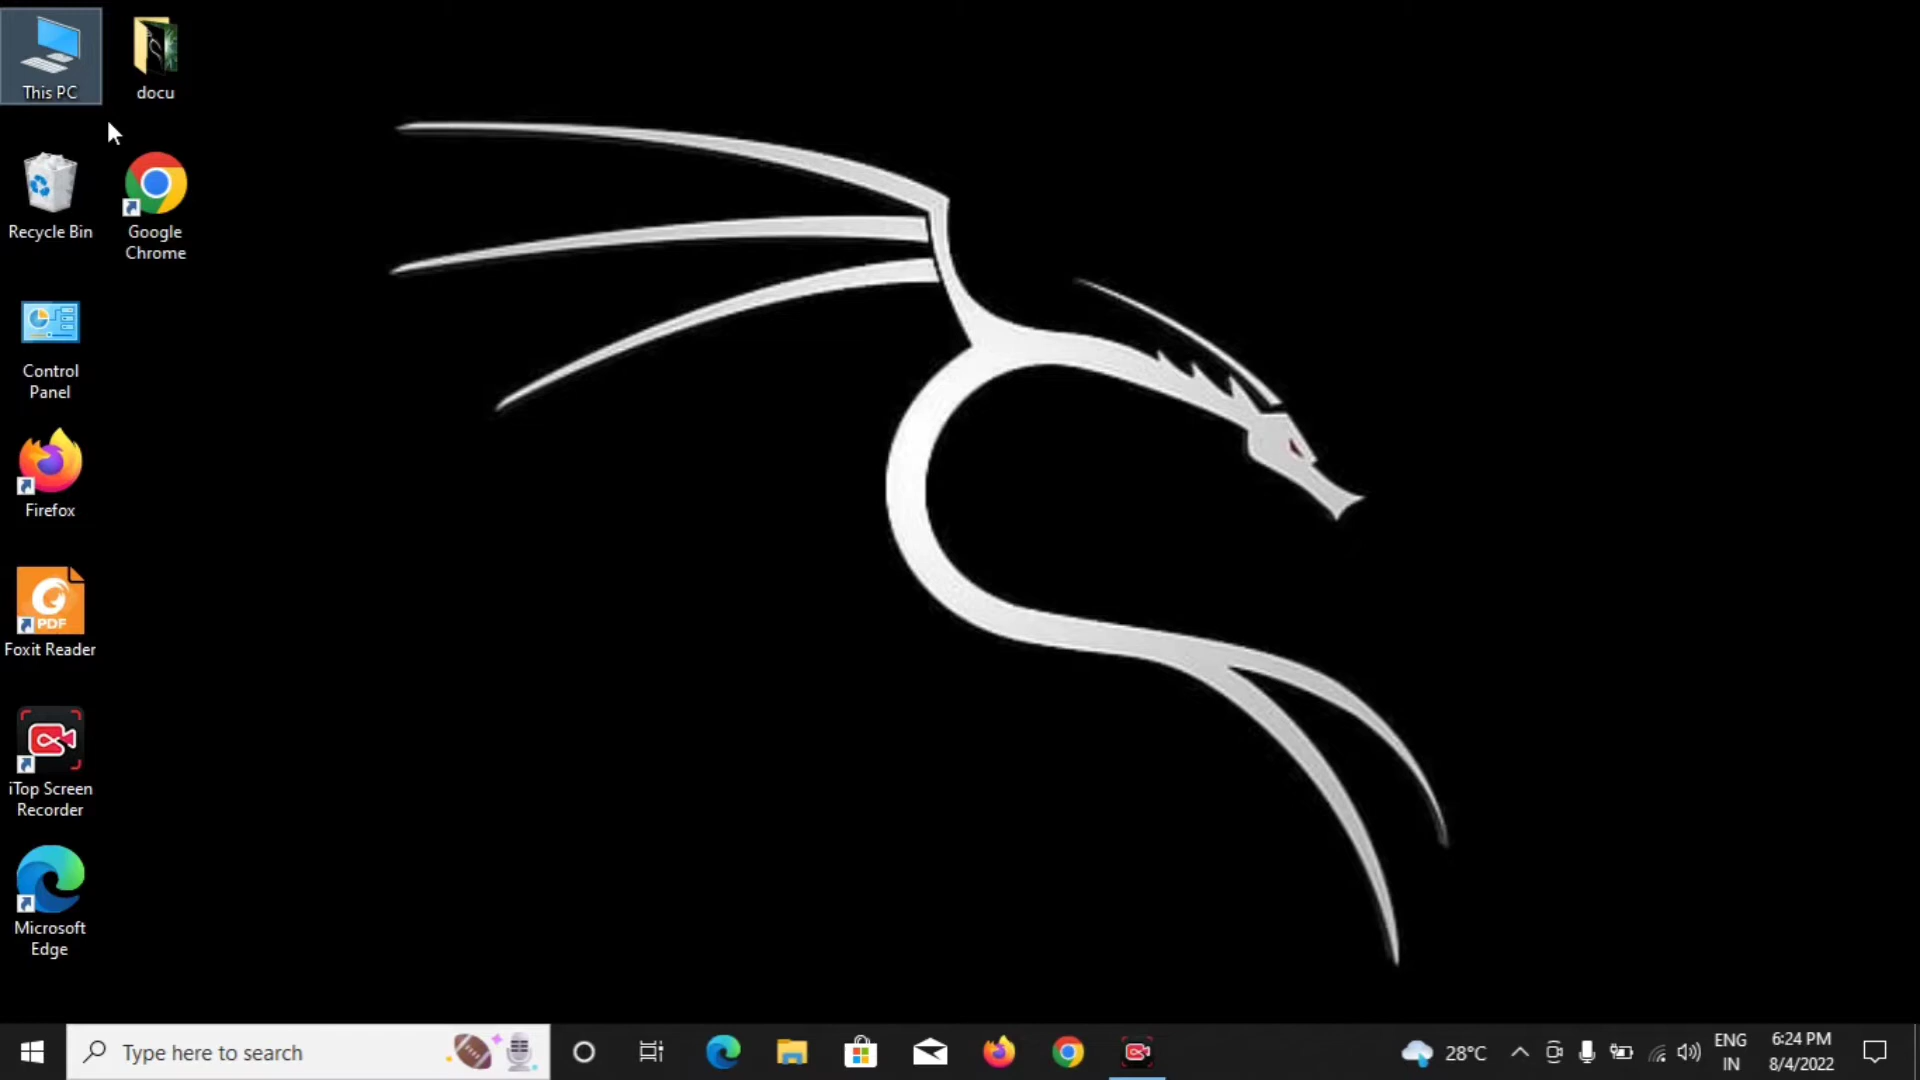 This PC
docu
Recycle Bin
Google
Chrome
Control
Panel
Firefox
PDF
Foxit Reader
iTop Screen
Recorder
Microsoft
Edge
Type here to search
28°C
ENG
IN
6:24 PM
8/4/2022